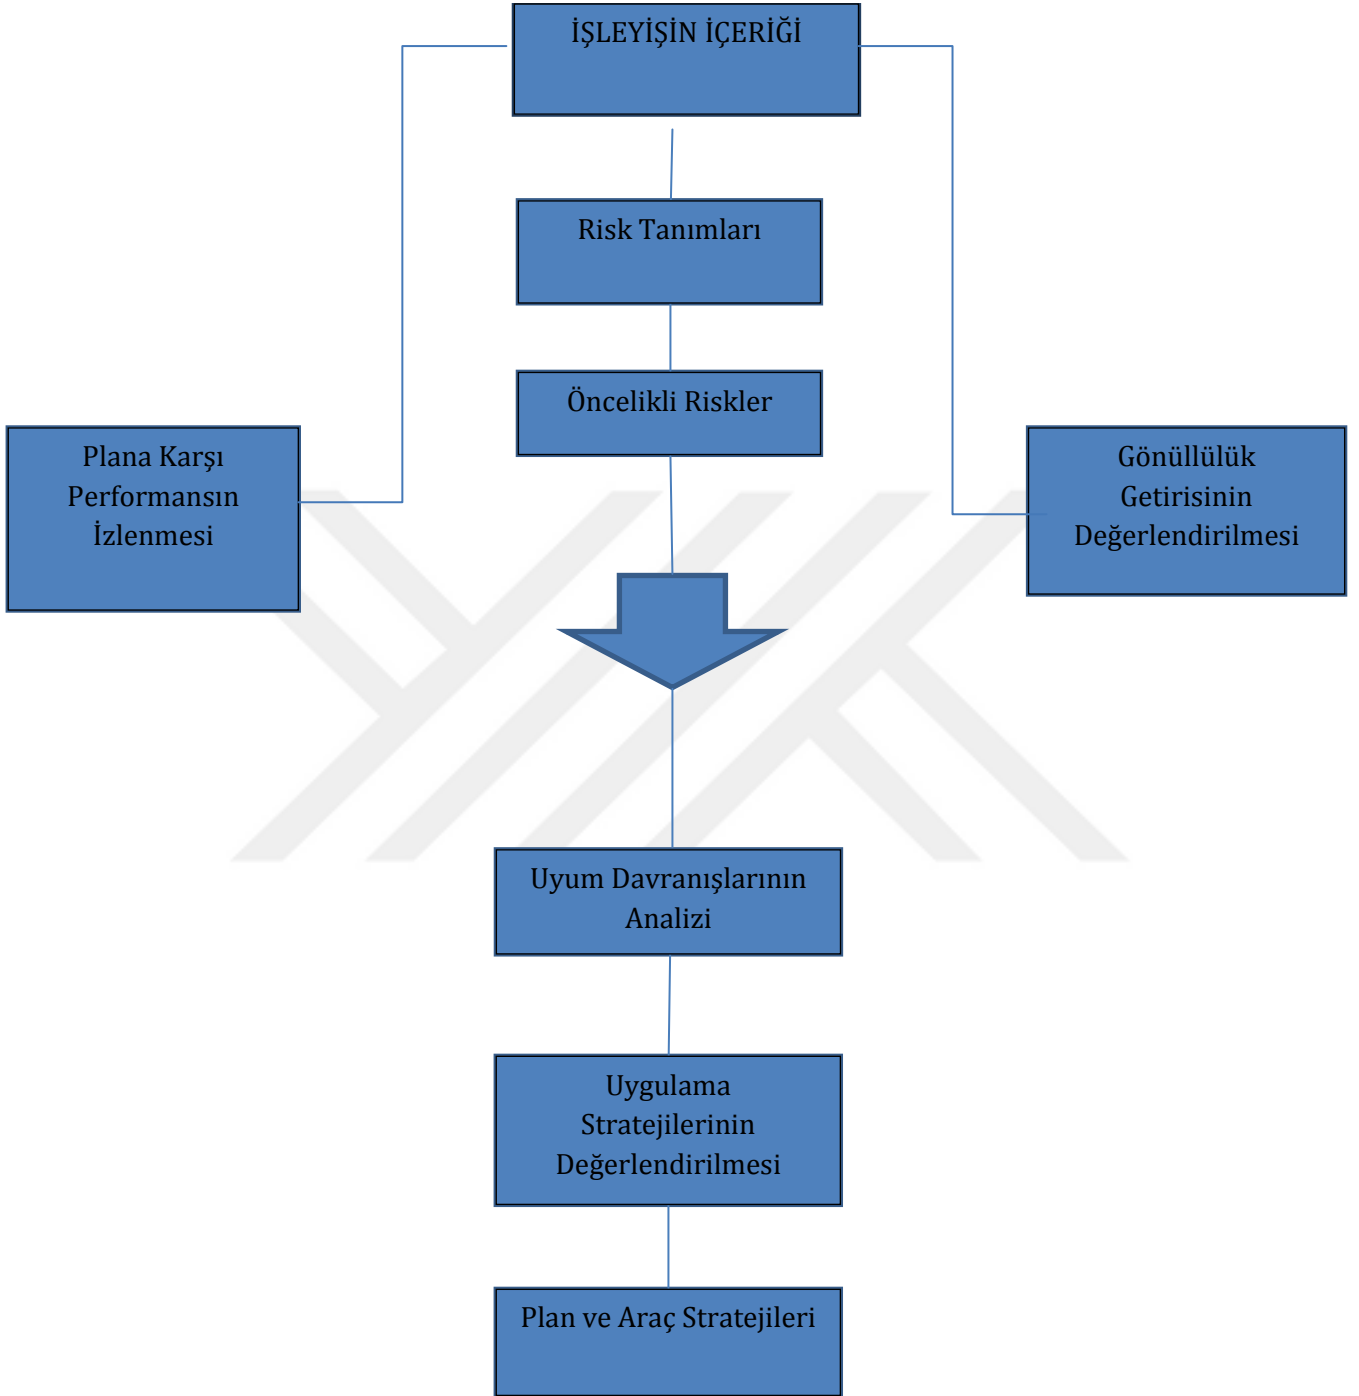 İŞLEYİŞİN İÇERİĞİ
Risk Tanımları
Öncelikli Riskler
Plana Karşı
Performansın
İzlenmesi
Gönüllülük
Getirisinin
Değerlendirilmesi
Uyum Davranışlarının
Analizi
Uygulama
Stratejilerinin
Değerlendirilmesi
Plan ve Araç Stratejileri